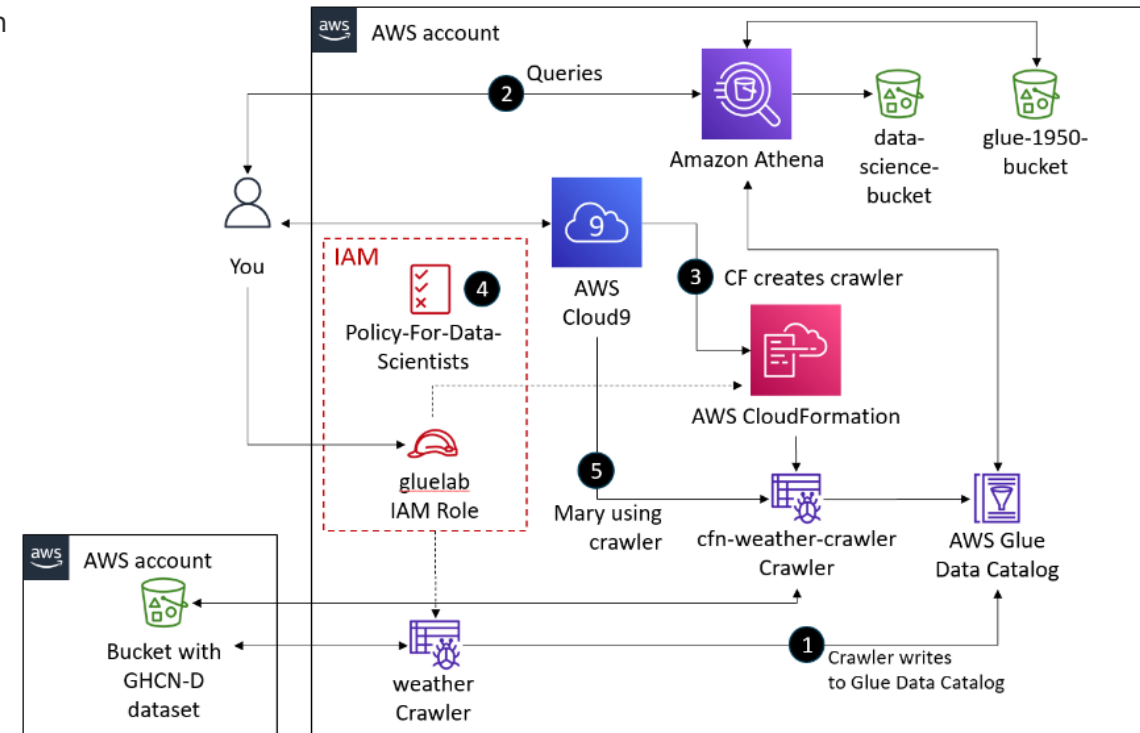 n
aws
AWS account
2
Queries
Amazon Athena
data-
science-
bucket
glue-1950-
bucket
You
9
AWS
Cloud9
3
CF creates crawler
IAM
4
Policy-For-Data-
Scientists
AWS CloudFormation
gluelab
IAM Role
5
Mary using
crawler
cfn-weather-crawler
Crawler
AWS Glue
Data Catalog
aws
AWS account
Bucket with
GHCN-D
dataset
weather
Crawler
1
Crawler writes
to Glue Data Catalog